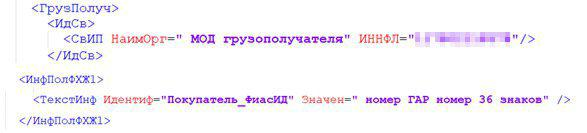 <ГрузПолуч>
<ИдСв>
<СвИП НаимОрг=" МОД грузополучателя" ИННФЛ=""/>
</ИдСв>
<ИнфПолФХЖ1>
<ТекстИнф Идентиф="Покупатель_ФиасИД" Значен=" номер ГАР номер 36 знаков" />
</ИнфПолФХЖ1>